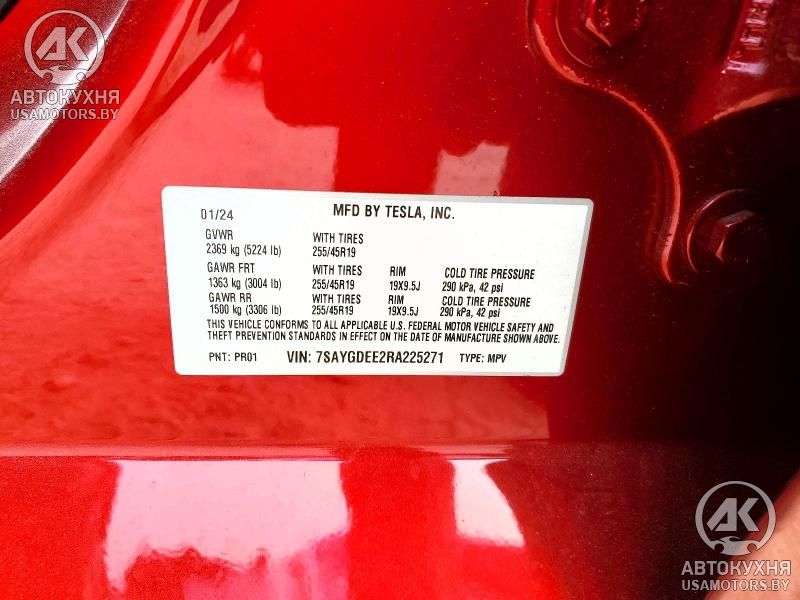 AK
АВТОКУХНЯ
USAMOTORS.BY
01/24 MFD BY TESLA, INC.
GVWR WITH TIRES
2369 kg (5224 lb) 255/45R19
GAWR FRT WITH TIRES RIM COLD TIRE PRESSURE
1363 kg (3004 lb) 255/45R19 19X9.5J 290 kPa, 42 psi
GAWR RR WITH TIRES RIM COLD TIRE PRESSURE
1500 kg (3306 lb) 255/45R19 19X9.5J 290 kPa, 42 psi
THIS VEHICLE CONFORMS TO ALL APPLICABLE U.S. FEDERAL MOTOR VEHICLE SAFETY AND
THEFT PREVENTION STANDARDS IN EFFECT ON THE DATE OF MANUFACTURE SHOWN ABOVE.
PNT: PR01 VIN: 7SAYGDEE2RA225271 TYPE: MPV
AK
АВТОКУХНЯ
USAMOTORS.BY